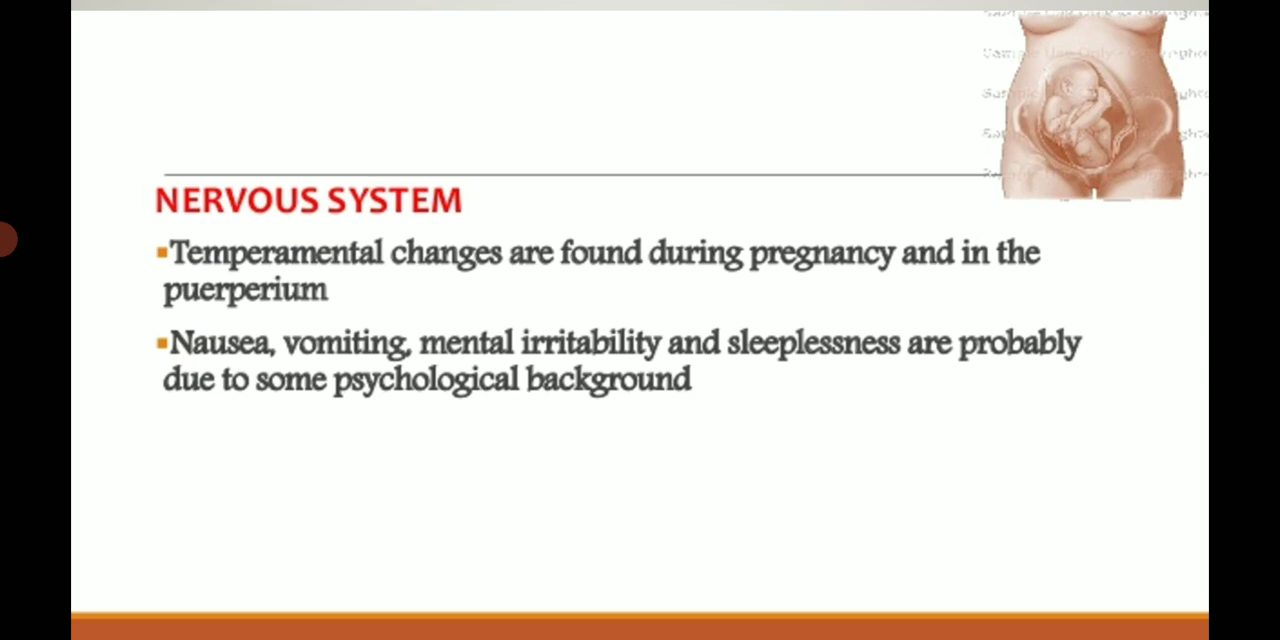 NERVOUS SYSTEM
▪Temperamental changes are found during pregnancy and in the
puerperium
▪Nausea, vomiting, mental irritability and sleeplessness are probably
due to some psychological background